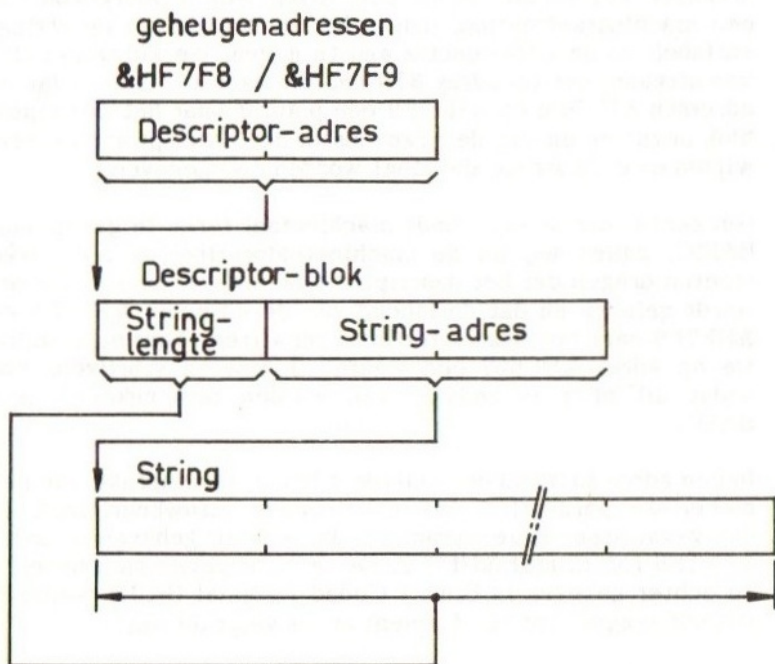 geheugenadressen
&HF7F8 / &HF7F9
Descriptor-adres
Descriptor-blok
String-
lengte
String-adres
String